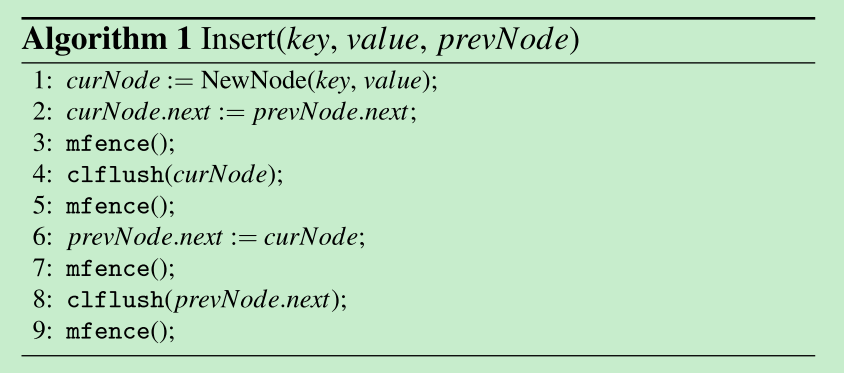 Algorithm 1 Insert(key, value, prevNode)
1: curNode := NewNode(key, value);
2: curNode.next := prevNode.next;
3: mfence();
4: clflush(curNode);
5: mfence();
6: prevNode.next := curNode;
7: mfence();
8: clflush(prevNode.next);
9: mfence();